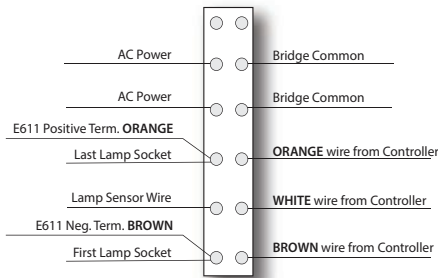 AC Power
Bridge Common
AC Power
Bridge Common
E611 Positive Term. ORANGE
Last Lamp Socket
ORANGE wire from Controller
Lamp Sensor Wire
WHITE wire from Controller
E611 Neg. Term. BROWN
First Lamp Socket
BROWN wire from Controller